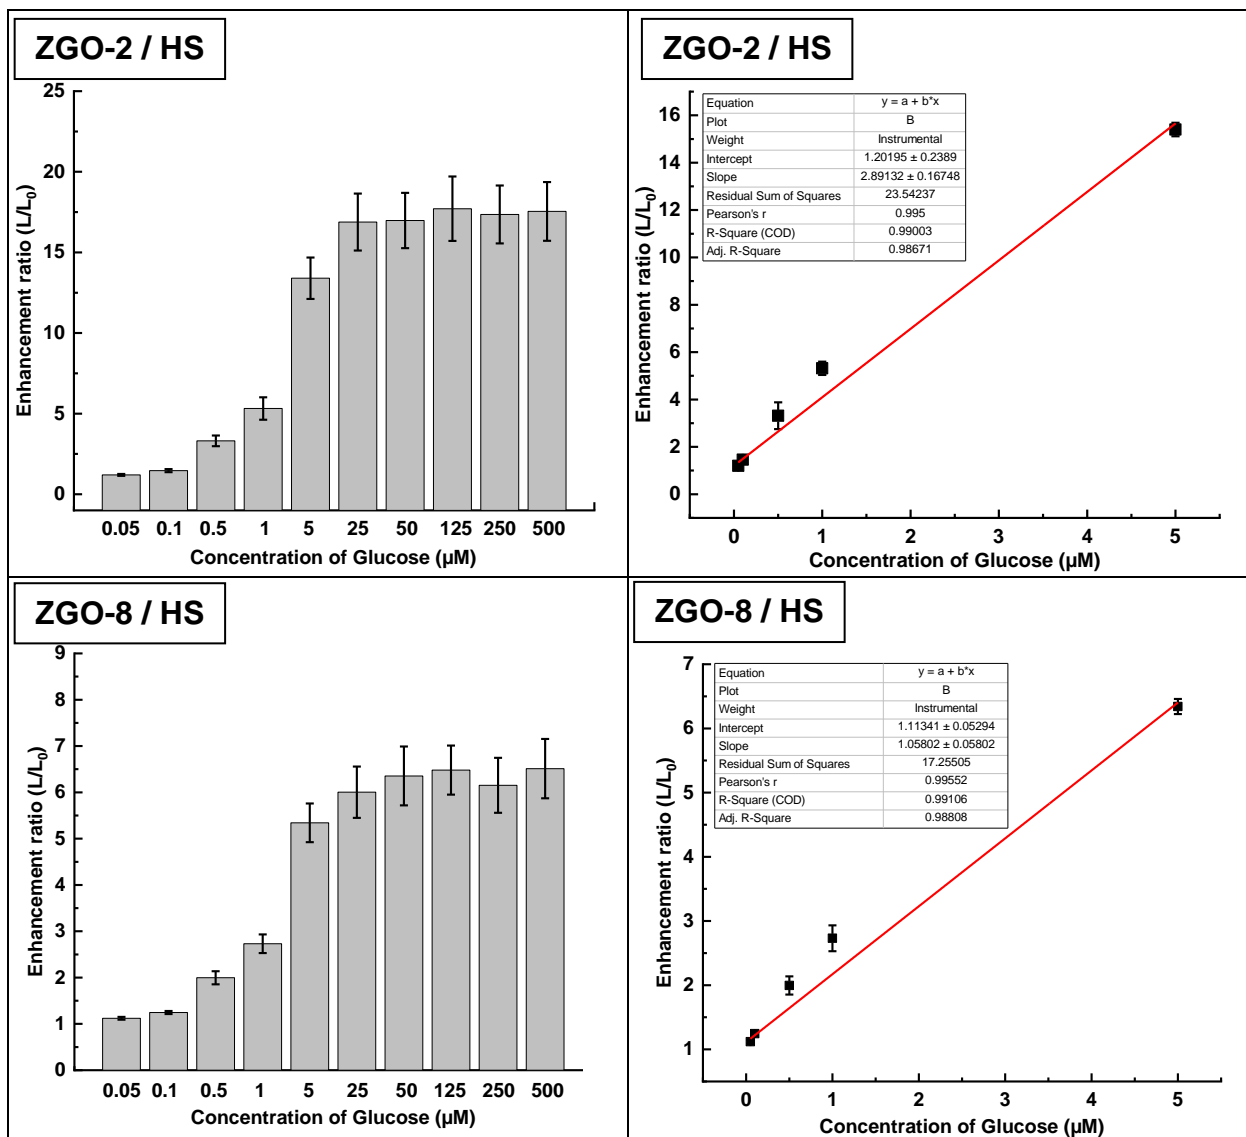 ZGO-2 / HS
25
20
15
10
5
0
Enhancement ratio (L/L0)
0.05 0.1 0.5 1 5 25 50 125 250 500
Concentration of Glucose (µM)
ZGO-2 / HS
16
14
12
10
8
6
4
2
0
Enhancement ratio (L/L0)
Equation y = a + b*x
Plot B
Weight Instrumental
Intercept 1.20195 ± 0.2389
Slope 2.89132 ± 0.16748
Residual Sum of Squares 23.54237
Pearson's r 0.995
R-Square (COD) 0.99003
Adj. R-Square 0.98671
0 1 2 3 4 5
Concentration of Glucose (µM)
ZGO-8 / HS
9
8
7
6
5
4
3
2
1
0
Enhancement ratio (L/L0)
0.05 0.1 0.5 1 5 25 50 125 250 500
Concentration of Glucose (µM)
ZGO-8 / HS
7
6
5
4
3
2
1
Enhancement ratio (L/L0)
Equation y = a + b*x
Plot B
Weight Instrumental
Intercept 1.11341 ± 0.05294
Slope 1.05802 ± 0.05802
Residual Sum of Squares 17.25505
Pearson's r 0.99552
R-Square (COD) 0.99106
Adj. R-Square 0.98808
0 1 2 3 4 5
Concentration of Glucose (µM)